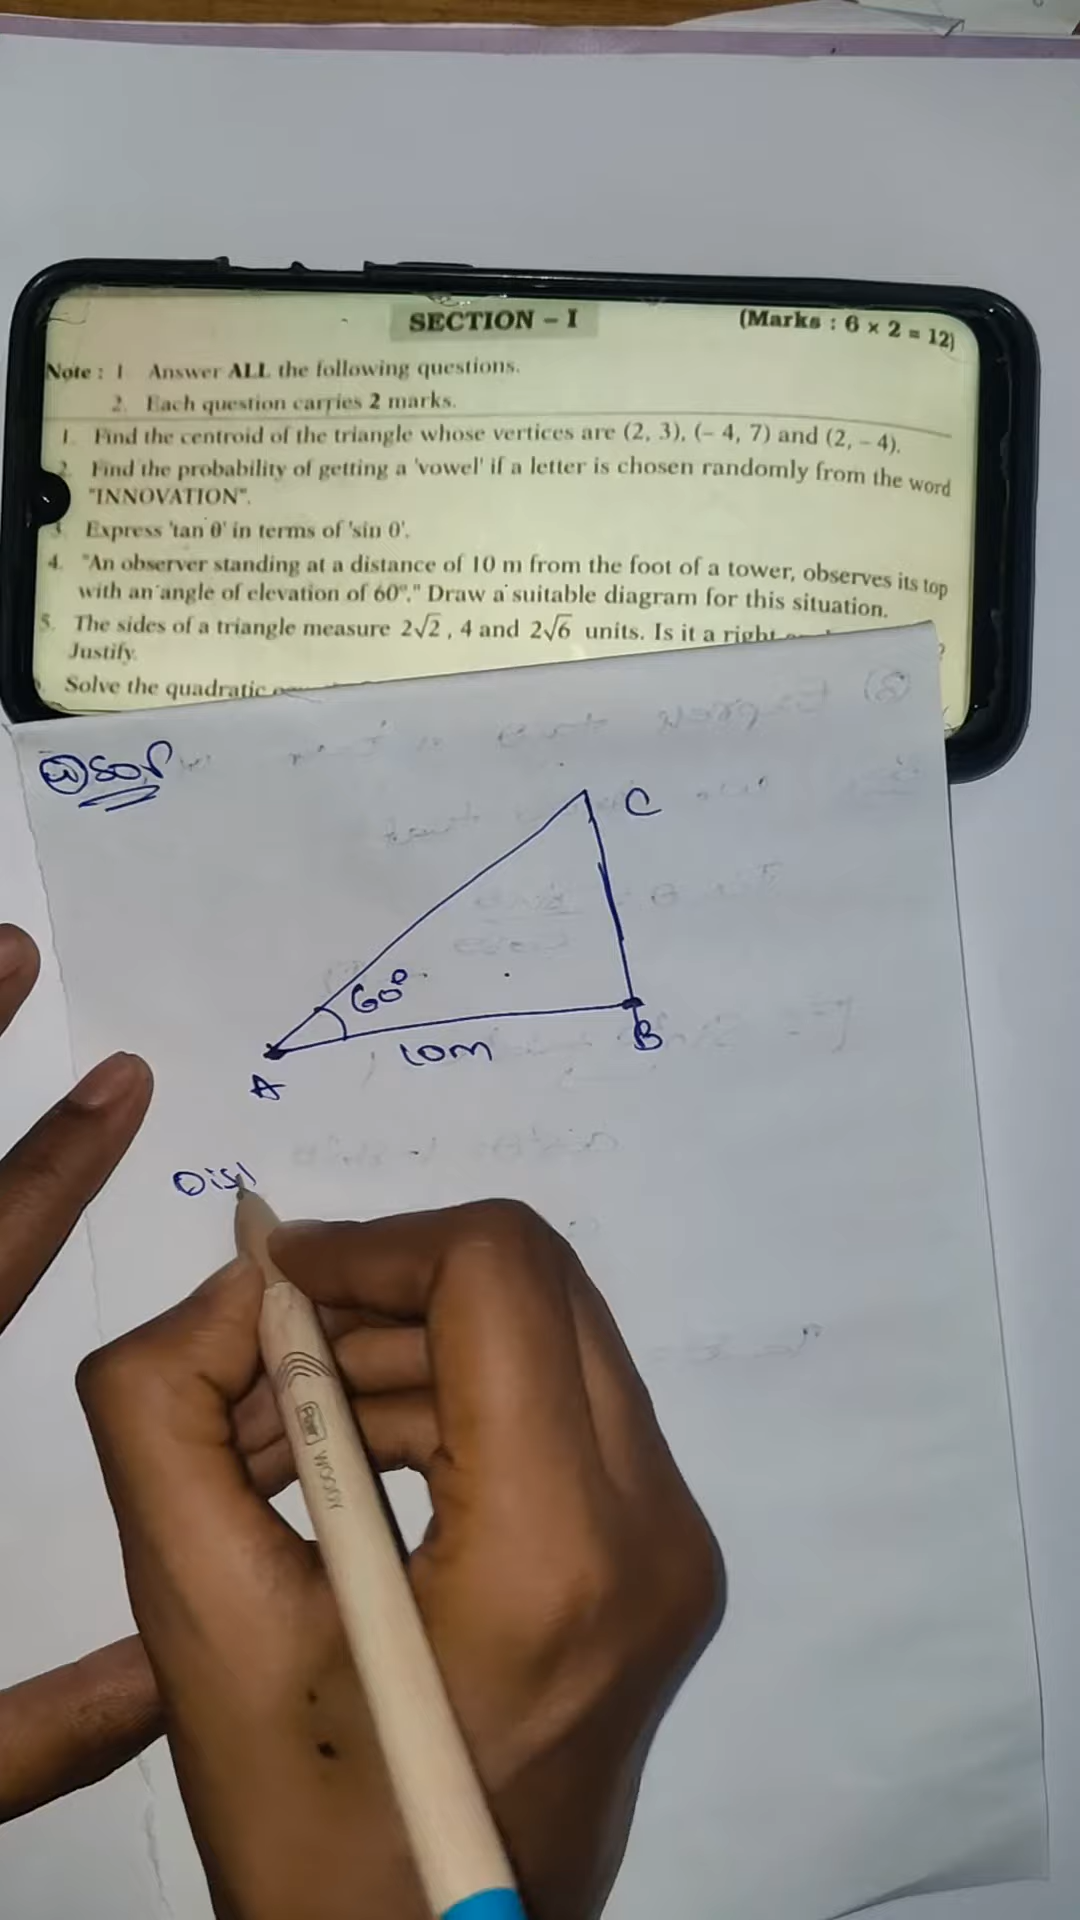 SECTION – I
(Marks : 6 × 2 = 12)
Note : 1 Answer ALL the following questions.
2. Each question carries 2 marks.
1. Find the centroid of the triangle whose vertices are (2, 3), (– 4, 7) and (2, – 4).
2. Find the probability of getting a 'vowel' if a letter is chosen randomly from the word
"INNOVATION".
3. Express 'tan θ' in terms of 'sin θ'.
4. "An observer standing at a distance of 10 m from the foot of a tower, observes its top
with an angle of elevation of 60°." Draw a suitable diagram for this situation.
5. The sides of a triangle measure 2√2 , 4 and 2√6 units. Is it a right
Justify.
Solve the quadratic
C
60°
10m
B
A
Dist
Pair WOODY